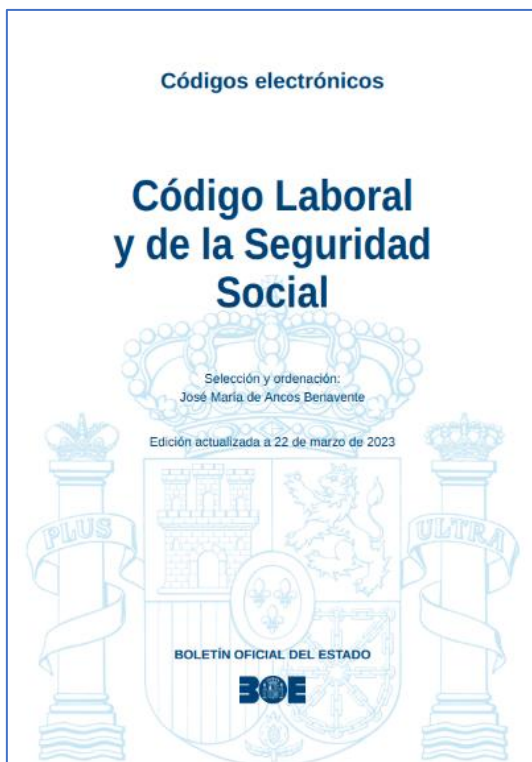 Códigos electrónicos
Código Laboral
y de la Seguridad
Social
Selección y ordenación:
José María de Ancos Benavente
Edición actualizada a 22 de marzo de 2023
PLUS
ULTRA
BOLETÍN OFICIAL DEL ESTADO
BOE